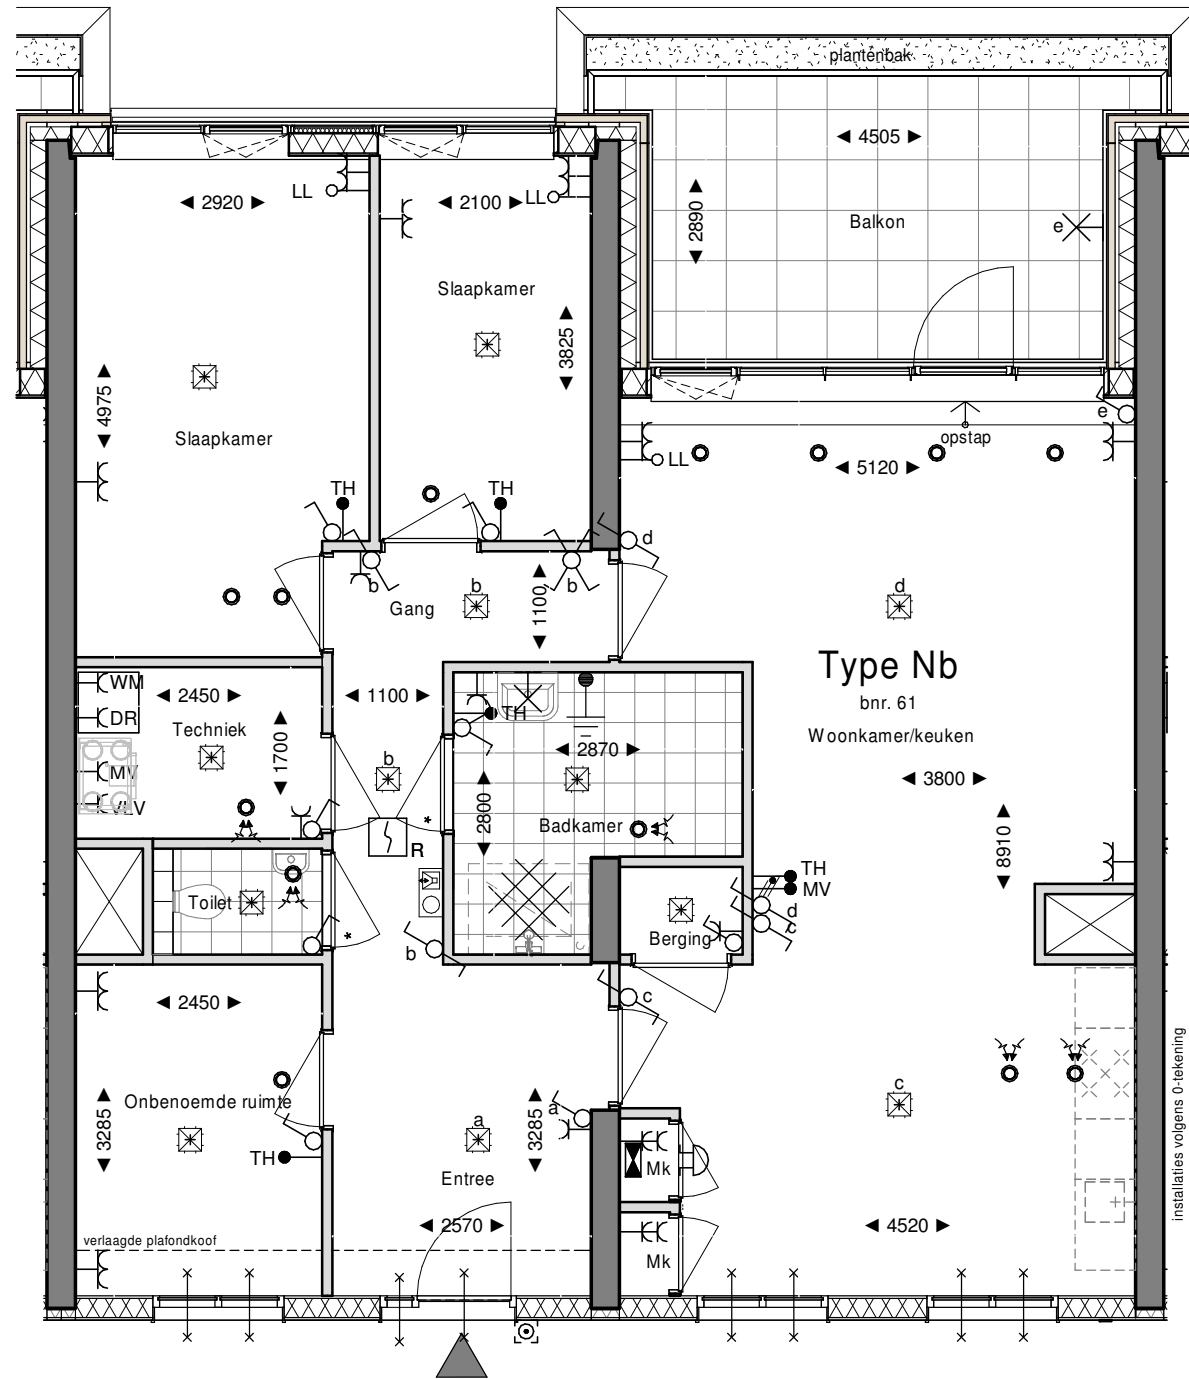 plantenbak
4505
2890
Balkon
e
LL
2920
2100
LL
Slaapkamer
3825
4975
Slaapkamer
e
opstap
LL
5120
TH
TH
d
b
b
b
Gang
1100
d
Type Nb
bnr. 61
Woonkamer/keuken
3800
8910
WM
2450
DR
Techniek
1700
MV
VLV
1100
b
TH
2870
2800
Badkamer
*
R
TH
MV
d
c
Toilet
*
b
Berging
c
2450
Onbenoemde ruimte
3285
TH
a
3285
a
Entree
2570
c
Mk
Mk
4520
verlaagde plafondkoof
installaties volgens 0-tekening